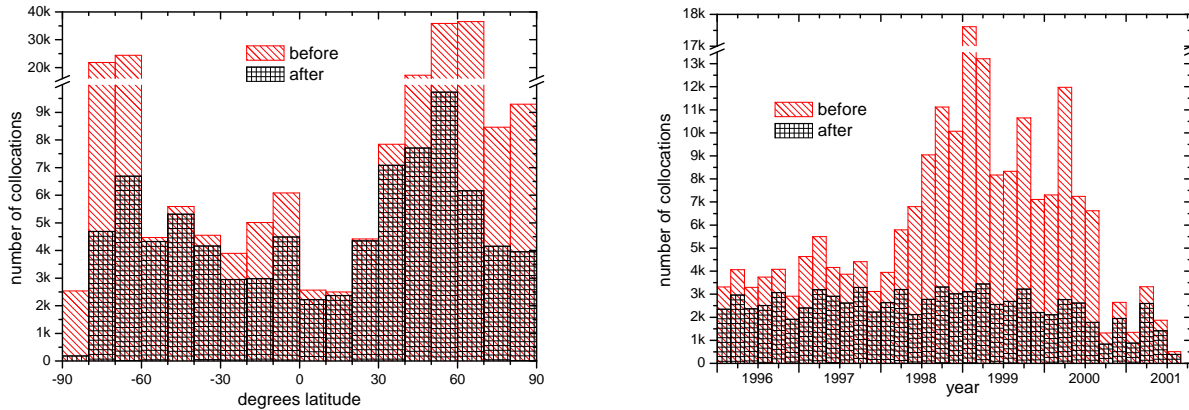 40k
30k
20k
9k
8k
7k
6k
5k
4k
3k
2k
1k
0
number of collocations
before
after
-90 -60 -30 0 30 60 90
degrees latitude
18k
17k
14k
13k
12k
11k
10k
9k
8k
7k
6k
5k
4k
3k
2k
1k
0
number of collocations
before
after
1996 1997 1998 1999 2000 2001
year